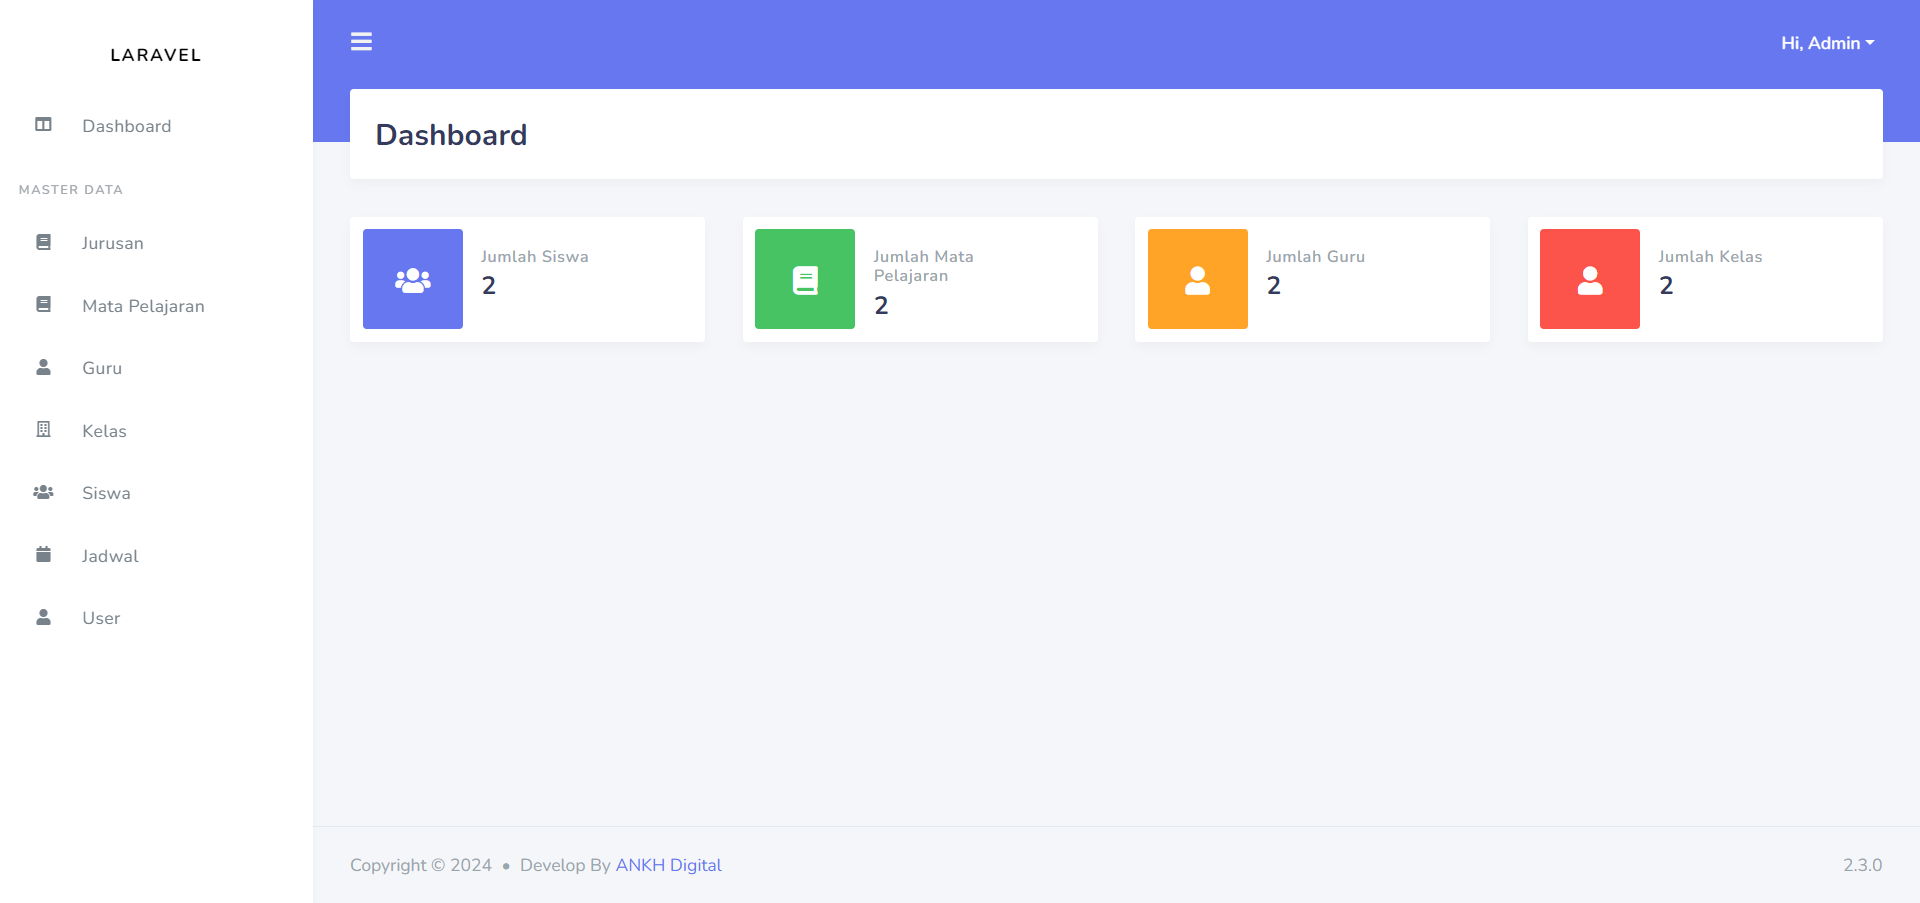 LARAVEL
Dashboard
MASTER DATA
Jurusan
Mata Pelajaran
Guru
Kelas
Siswa
Jadwal
User
Hi, Admin
Dashboard
Jumlah Siswa
2
Jumlah Mata
Pelajaran
2
Jumlah Guru
2
Jumlah Kelas
2
Copyright © 2024 • Develop By ANKH Digital
2.3.0